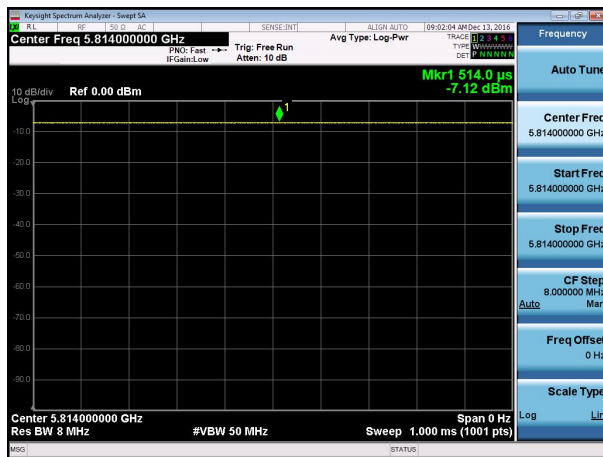 Keysight Spectrum Analyzer - Swept SA
RL RF 50 Ω AC SENSE:INT ALIGN AUTO 09:02:04 AM Dec 13, 2016
Center Freq 5.814000000 GHz
PNO: Fast
IFGain:Low
Trig: Free Run
Atten: 10 dB
Avg Type: Log-Pwr
TRACE 1 2 3 4 5 6
TYPE WWWWWW
DET P N N N N N
Mkr1 514.0 µs
-7.12 dBm
10 dB/div Ref 0.00 dBm
Log
1
-10.0
-20.0
-30.0
-40.0
-50.0
-60.0
-70.0
-80.0
-90.0
Center 5.814000000 GHz Span 0 Hz
Res BW 8 MHz #VBW 50 MHz Sweep 1.000 ms (1001 pts)
MSG STATUS
Frequency
Auto Tune
Center Freq
5.814000000 GHz
Start Freq
5.814000000 GHz
Stop Freq
5.814000000 GHz
CF Step
8.000000 MHz
Auto Man
Freq Offset
0 Hz
Scale Type
Log Lin